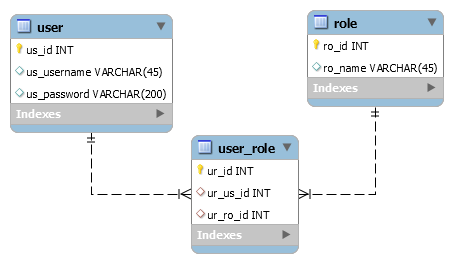 user
us_id INT
us_username VARCHAR(45)
us_password VARCHAR(200)
Indexes
role
ro_id INT
ro_name VARCHAR(45)
Indexes
user_role
ur_id INT
ur_us_id INT
ur_ro_id INT
Indexes